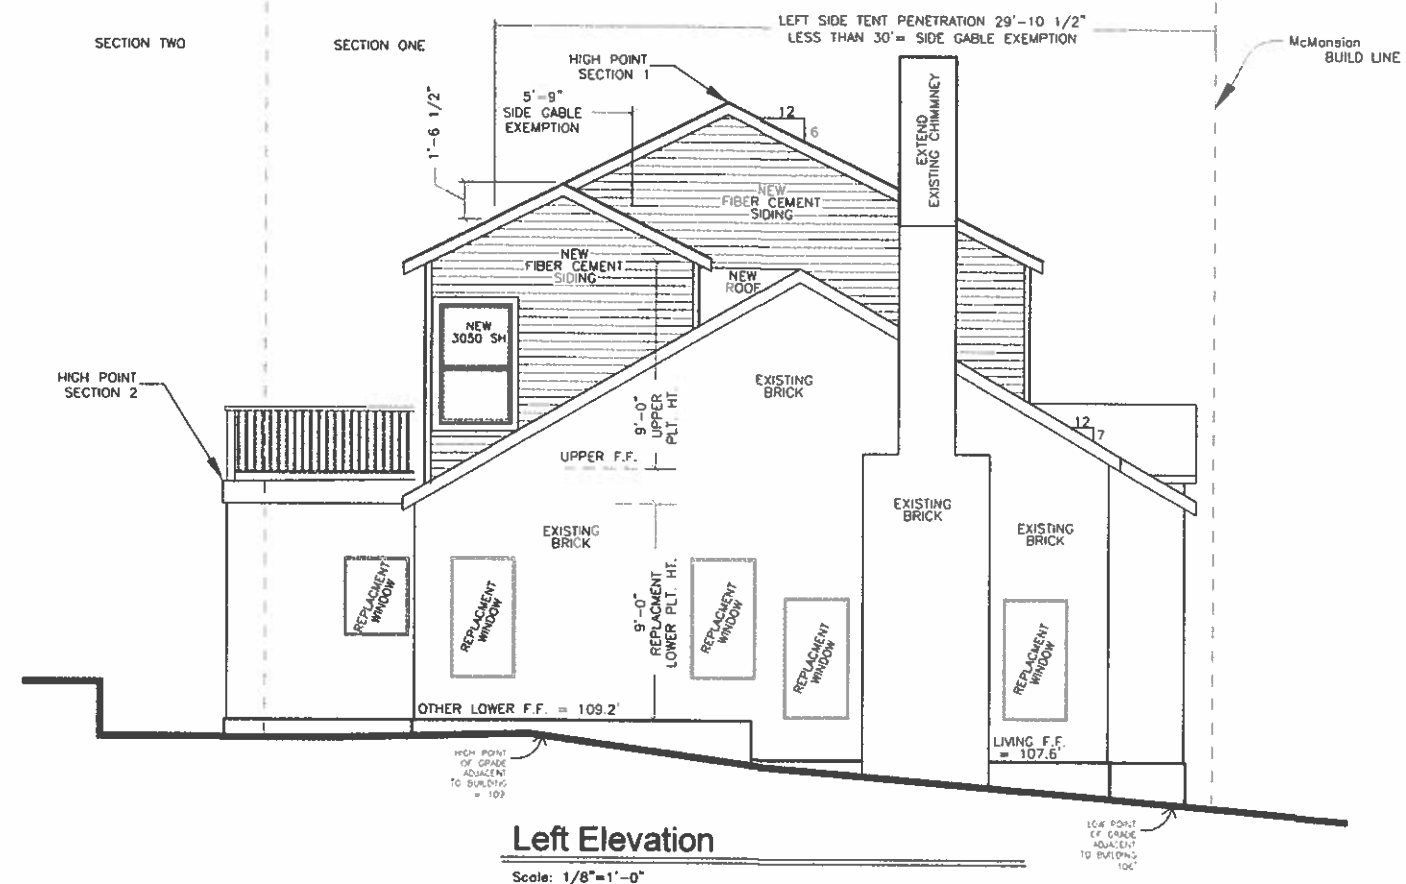 LEFT SIDE TENT PENETRATION 29'-10 1/2"
LESS THAN 30'= SIDE GABLE EXEMPTION
SECTION TWO
SECTION ONE
McMansion
BUILD LINE
HIGH POINT
SECTION 1
5'-9"
SIDE GABLE
EXEMPTION
1'-6 1/2"
12
6
EXTEND
EXISTING CHIMMNEY
NEW
FIBER CEMENT
SIDING
NEW
FIBER CEMENT
SIDING
NEW
ROOF
NEW
3050 SH
HIGH POINT
SECTION 2
EXISTING
BRICK
9'-0"
UPPER
PLT. HT.
12
7
UPPER F.F.
EXISTING
BRICK
EXISTING
BRICK
EXISTING
BRICK
REPLACMENT
WINDOW
REPLACMENT
WINDOW
9'-0"
REPLACMENT
LOWER PLT. HT.
REPLACMENT
WINDOW
REPLACMENT
WINDOW
REPLACMENT
WINDOW
OTHER LOWER F.F. = 109.2'
LIVING F.F.
= 107.6'
HIGH POINT
OF GRADE
ADJACENT
TO BUILDING
= 109
LOW POINT
OF GRADE
ADJACENT
TO BUILDING
106'
Left Elevation
Scale: 1/8"=1'-0"